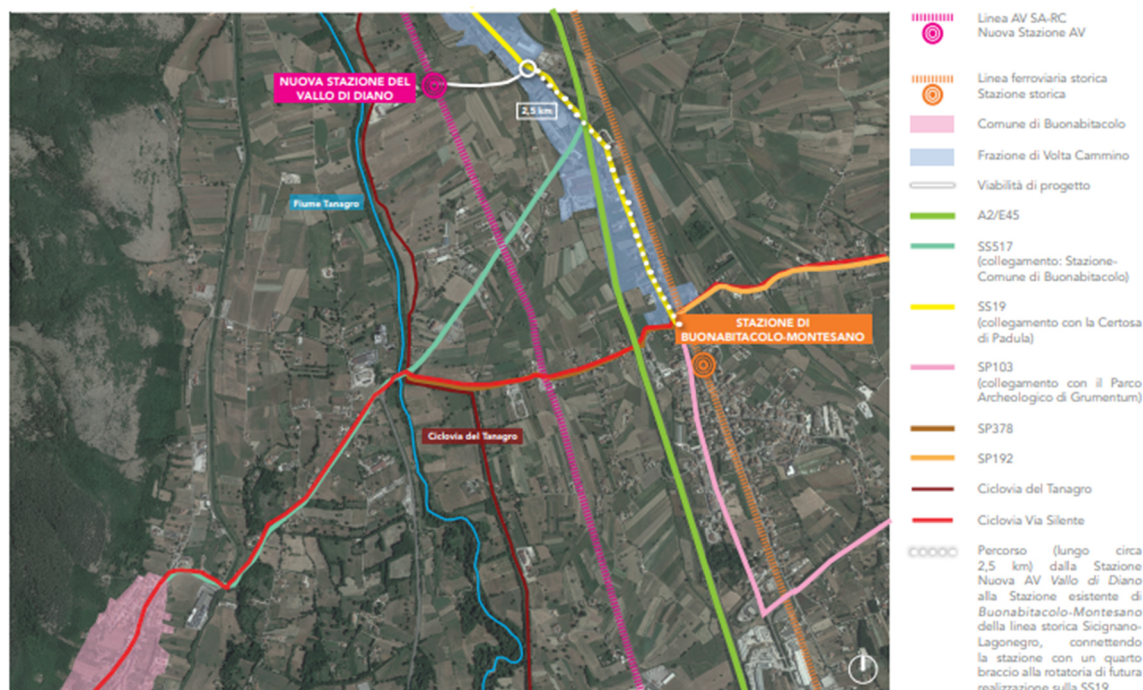 NUOVA STAZIONE DEL
VALLO DI DIANO
2,5 km
Fiume Tanagro
STAZIONE DI
BUONABITACOLO-MONTESANO
Ciclovia del Tanagro
Linea AV SA-RC
Nuova Stazione AV
Linea ferroviaria storica
Stazione storica
Comune di Buonabitacolo
Frazione di Volta Cammino
Viabilità di progetto
A2/E45
SS517
(collegamento: Stazione-
Comune di Buonabitacolo)
SS19
(collegamento con la Certosa
di Padula)
SP103
(collegamento con il Parco
Archeologico di Grumentum)
SP378
SP192
Ciclovia del Tanagro
Ciclovia Via Silente
Percorso (lungo circa
2,5 km) dalla Stazione
Nuova AV Vallo di Diano
alla Stazione esistente di
Buonabitacolo-Montesano
della linea storica Sicignano-
Lagonegro, connettendo
la stazione con un quarto
braccio alla rotatoria di futura
realizzazione sulla SS19